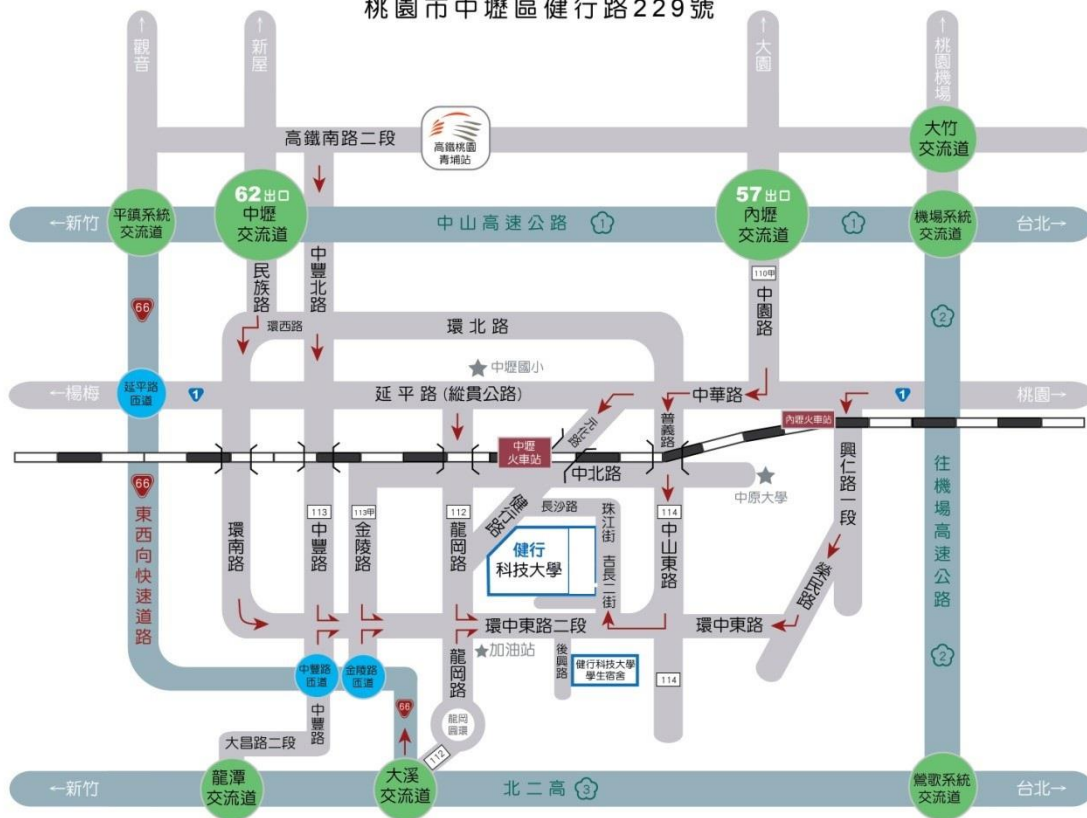 桃園市中壢區健行路229號
↑觀音
↑新屋
↑大園
↑桃園機場
高鐵南路二段
高鐵桃園
青埔站
大竹
交流道
←新竹
平鎮系統
交流道
62出口
中壢
交流道
中山高速公路
1
57出口
內壢
交流道
1
機場系統
交流道
台北→
66
民族路
中豐北路
110甲
中園路
2
環西路
環北路
中壢國小
←楊梅
延平路
匝道
1
延平路(縱貫公路)
中華路
1
桃園→
元化路
普義路
內壢火車站
中壢
火車站
中北路
中原大學
興仁路一段
往機場高速公路
66
東西向快速道路
環南路
113
中豐路
113甲
金陵路
112
龍岡路
健行路
長沙路
珠江街
吉長二街
114
中山東路
健行
科技大學
榮民路
環中東路二段
環中東路
加油站
中豐路
匝道
金陵路
匝道
龍岡路
後興路
健行科技大學
學生宿舍
114
2
66
中豐路
龍岡
圓環
112
大昌路二段
←新竹
龍潭
交流道
大溪
交流道
北二高
3
鶯歌系統
交流道
台北→